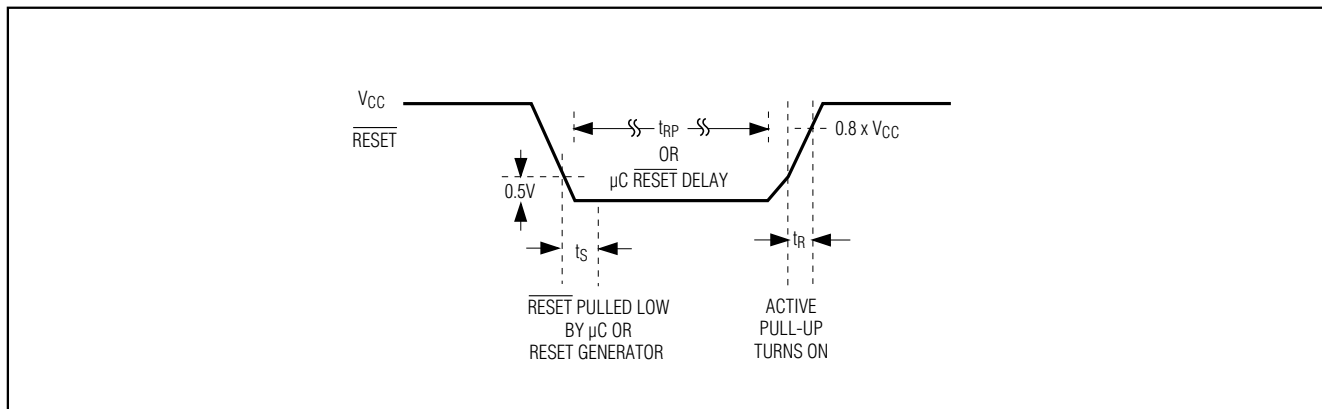 VCC
RESET
tRP
OR
µC RESET DELAY
0.8 x VCC
0.5V
tS
tR
RESET PULLED LOW
BY µC OR
RESET GENERATOR
ACTIVE
PULL-UP
TURNS ON